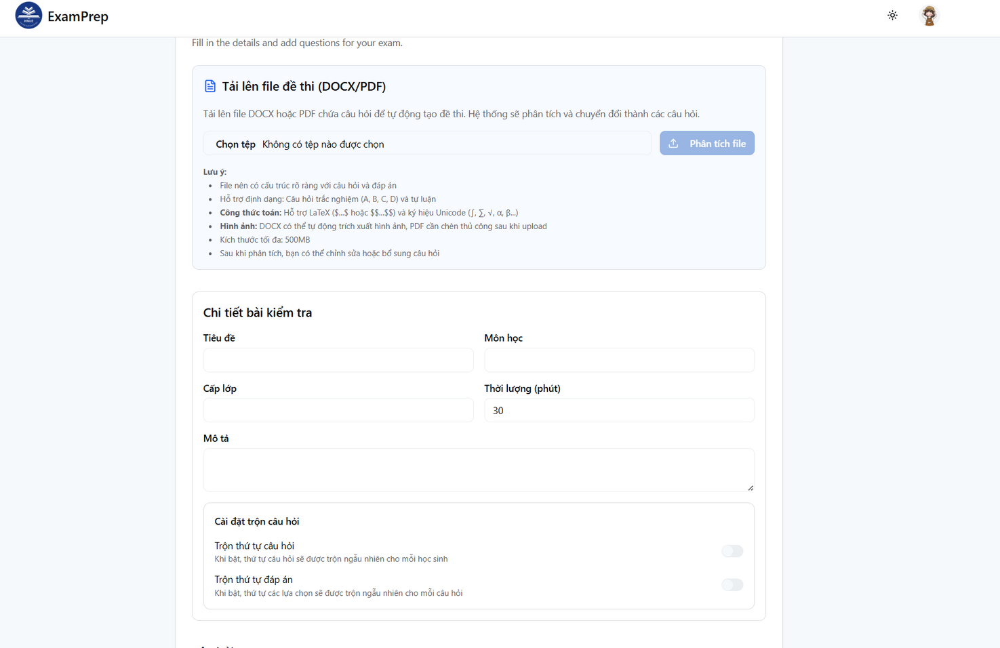 HNUE
ExamPrep
Fill in the details and add questions for your exam.
Tải lên file đề thi (DOCX/PDF)
Tải lên file DOCX hoặc PDF chứa câu hỏi để tự động tạo đề thi. Hệ thống sẽ phân tích và chuyển đổi thành các câu hỏi.
Chọn tệp Không có tệp nào được chọn
Phân tích file
Lưu ý:
• File nên có cấu trúc rõ ràng với câu hỏi và đáp án
• Hỗ trợ định dạng: Câu hỏi trắc nghiệm (A, B, C, D) và tự luận
• Công thức toán: Hỗ trợ LaTeX ($...$ hoặc $$...$$) và ký hiệu Unicode (∫, ∑, √, α, β...)
• Hình ảnh: DOCX có thể tự động trích xuất hình ảnh, PDF cần chèn thủ công sau khi upload
• Kích thước tối đa: 500MB
• Sau khi phân tích, bạn có thể chỉnh sửa hoặc bổ sung câu hỏi
Chi tiết bài kiểm tra
Tiêu đề
Môn học
Cấp lớp
Thời lượng (phút)
30
Mô tả
Cài đặt trộn câu hỏi
Trộn thứ tự câu hỏi
Khi bật, thứ tự câu hỏi sẽ được trộn ngẫu nhiên cho mỗi học sinh
Trộn thứ tự đáp án
Khi bật, thứ tự các lựa chọn sẽ được trộn ngẫu nhiên cho mỗi câu hỏi